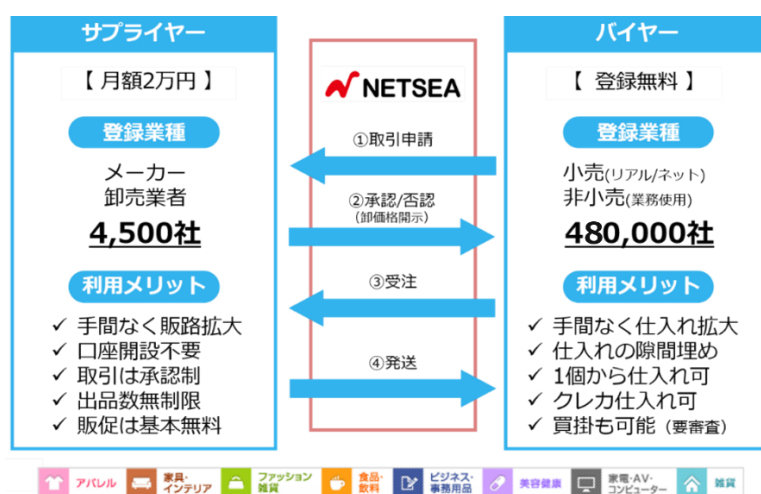 サプライヤー
【 月額2万円 】
登録業種
メーカー
卸売業者
4,500社
利用メリット
✓ 手間なく販路拡大
✓ 口座開設不要
✓ 取引は承認制
✓ 出品数無制限
✓ 販促は基本無料
NETSEA
①取引申請
②承認/否認
(卸価格開示)
③受注
④発送
バイヤー
【 登録無料 】
登録業種
小売(リアル/ネット)
非小売(業務使用)
480,000社
利用メリット
✓ 手間なく仕入れ拡大
✓ 仕入れの隙間埋め
✓ 1個から仕入れ可
✓ クレカ仕入れ可
✓ 買掛も可能（要審査）
アパレル
家具・
インテリア
ファッション
雑貨
食品・
飲料
ビジネス・
事務用品
美容健康
家電・AV・
コンピューター
雑貨